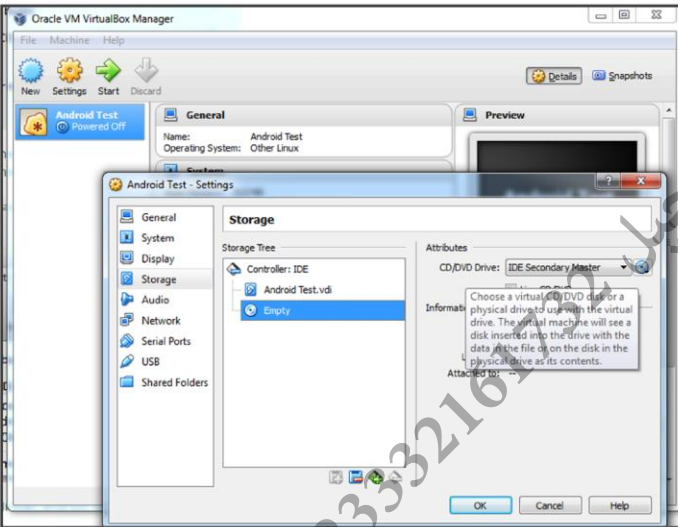 Oracle VM VirtualBox Manager
File Machine Help
New Settings Start Discard
Details Snapshots
Android Test
Powered Off
General
Name: Android Test
Operating System: Other Linux
System
Preview
Android Test - Settings
General
System
Display
Storage
Audio
Network
Serial Ports
USB
Shared Folders
Storage
Storage Tree
Controller: IDE
Android Test.vdi
Empty
Attributes
CD/DVD Drive: IDE Secondary Master
Choose a virtual CD/DVD disk or a
physical drive to use with the virtual
drive. The virtual machine will see a
disk inserted into the drive with the
data in the file or on the disk in the
physical drive as its contents.
Attached to: --
OK Cancel Help